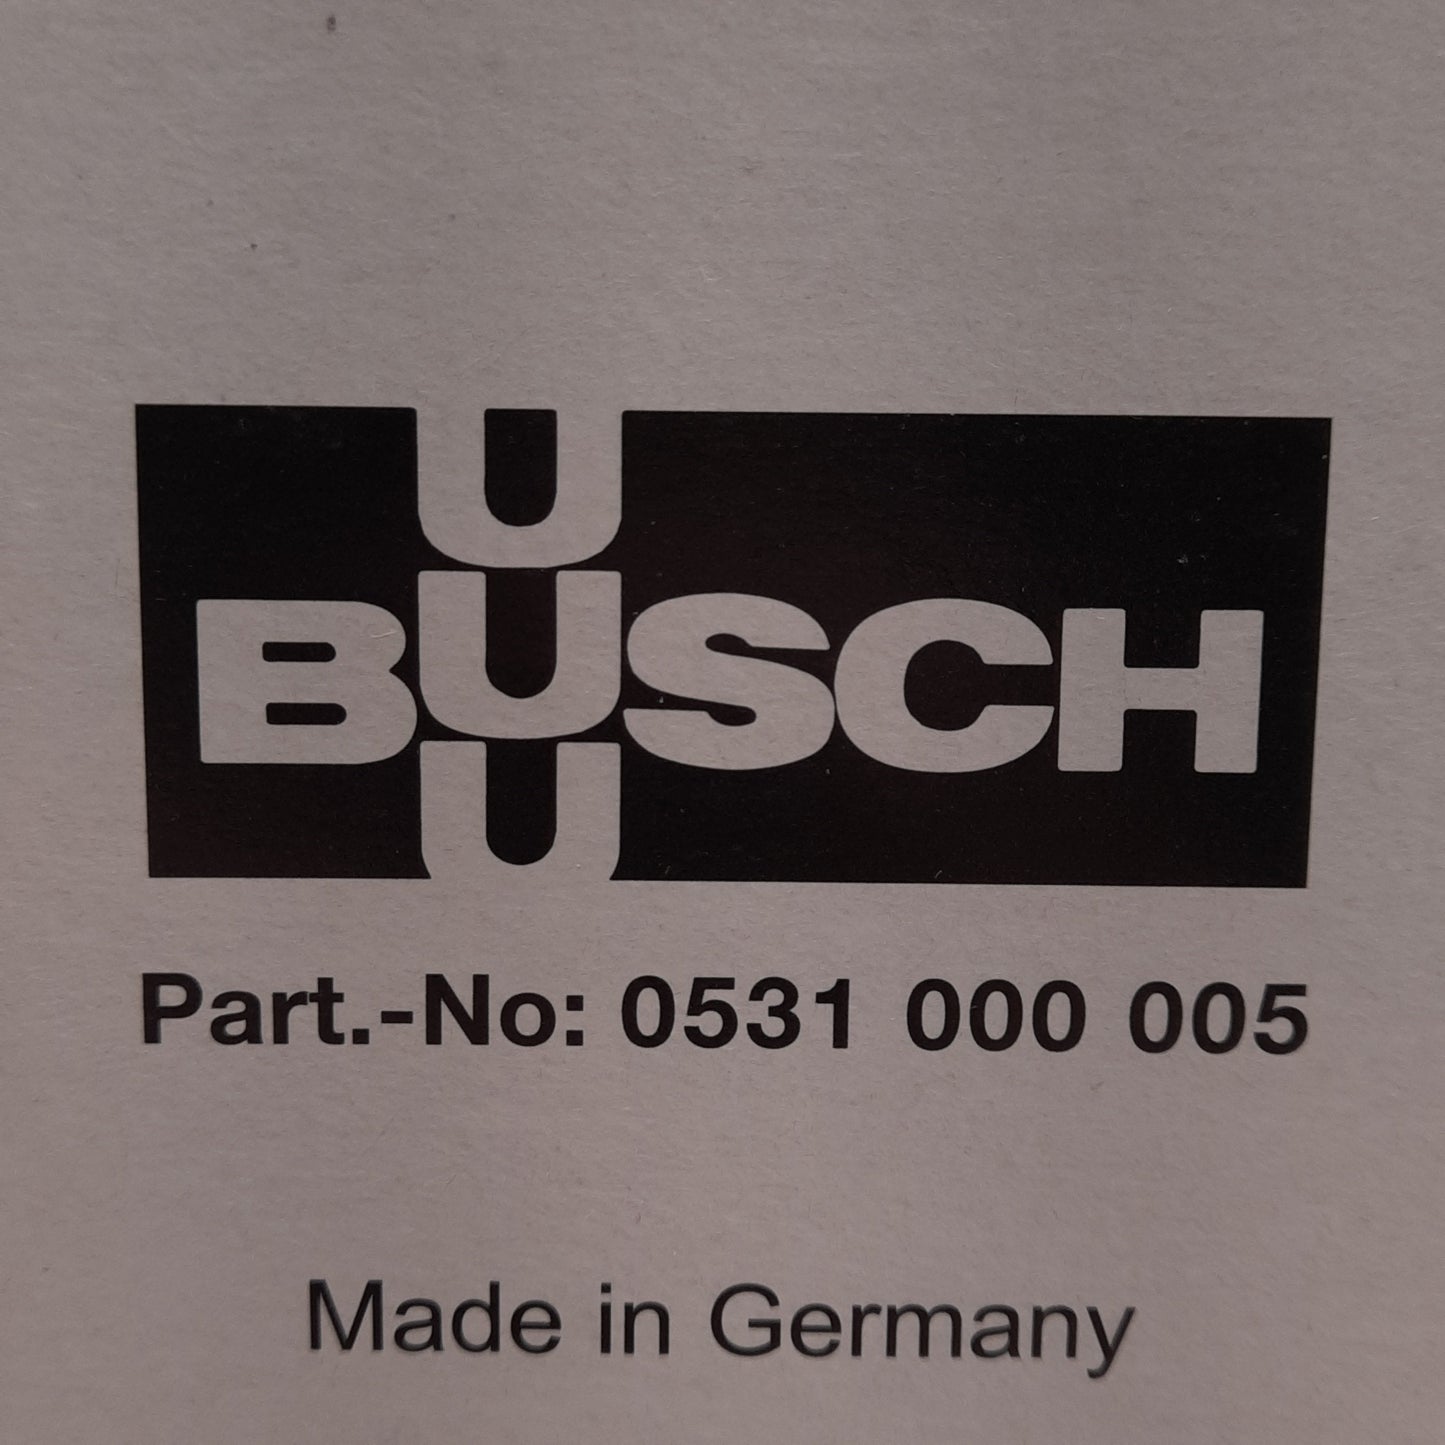 BUSCH
Part.-No: 0531 000 005
Made in Germany